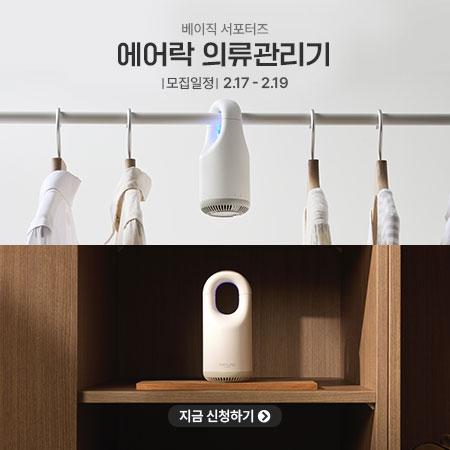 베이직 서포터즈
에어락 의류관리기
|모집일정| 2.17 - 2.19
지금 신청하기